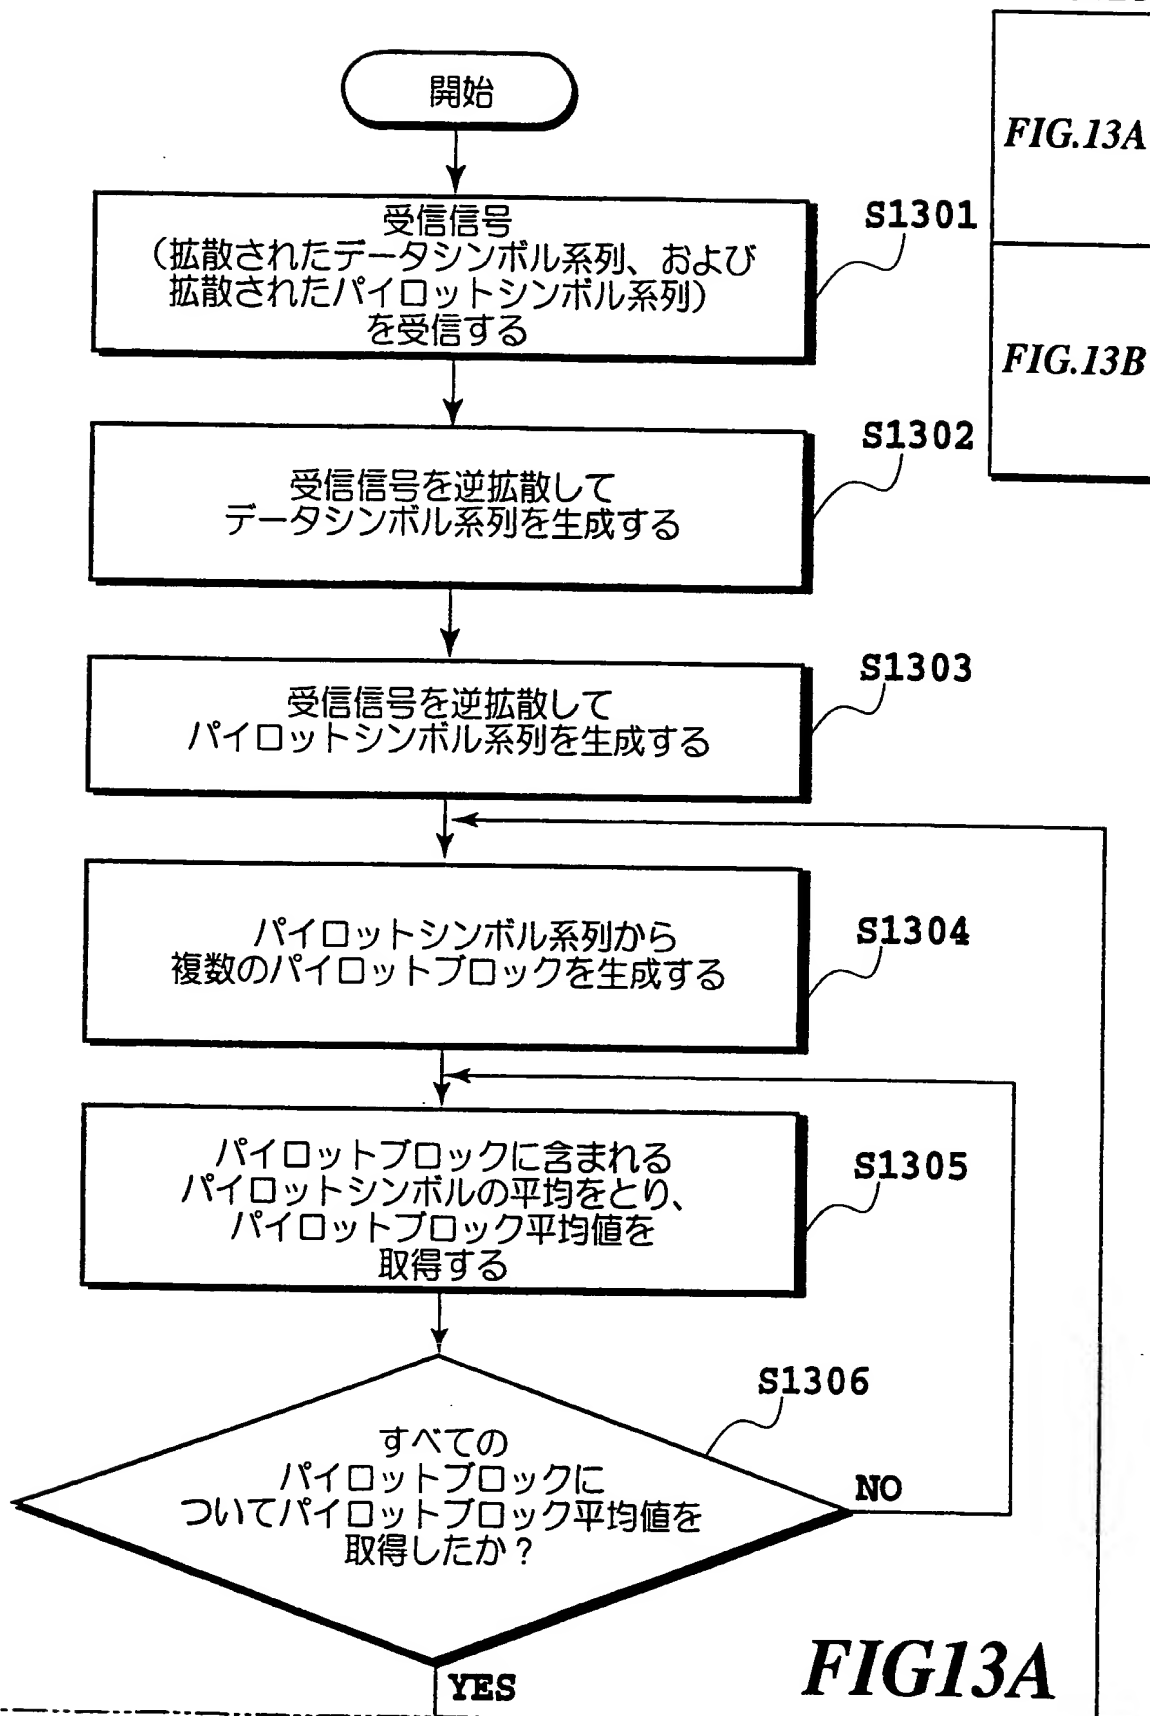 開始
FIG.13A
受信信号
(拡散されたデータシンボル系列、および
拡散されたパイロットシンボル系列)
を受信する
S1301
FIG.13B
S1302
受信信号を逆拡散して
データシンボル系列を生成する
S1303
受信信号を逆拡散して
パイロットシンボル系列を生成する
S1304
パイロットシンボル系列から
複数のパイロットブロックを生成する
S1305
パイロットブロックに含まれる
パイロットシンボルの平均をとり、
パイロットブロック平均値を
取得する
S1306
すべての
パイロットブロックに
ついてパイロットブロック平均値を
取得したか?
NO
YES
FIG13A